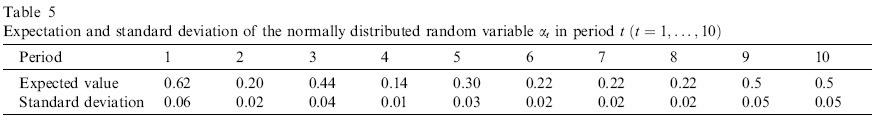 Table 5
Expectation and standard deviation of the normally distributed random variable αt in period t (t = 1, . . . , 10)
Period 1 2 3 4 5 6 7 8 9 10
Expected value 0.62 0.20 0.44 0.14 0.30 0.22 0.22 0.22 0.5 0.5
Standard deviation 0.06 0.02 0.04 0.01 0.03 0.02 0.02 0.02 0.05 0.05